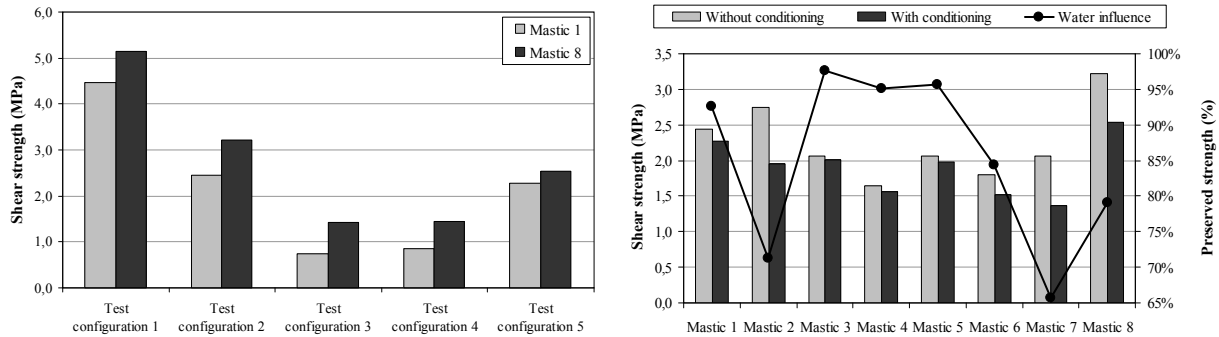 Shear strength (MPa)
6,0
5,0
4,0
3,0
2,0
1,0
0,0
Mastic 1
Mastic 8
Test
configuration 1
Test
configuration 2
Test
configuration 3
Test
configuration 4
Test
configuration 5
Without conditioning
With conditioning
Water influence
Shear strength (MPa)
3,5
3,0
2,5
2,0
1,5
1,0
0,5
0,0
100%
95%
90%
85%
80%
75%
70%
65%
Preserved strength (%)
Mastic 1 Mastic 2 Mastic 3 Mastic 4 Mastic 5 Mastic 6 Mastic 7 Mastic 8